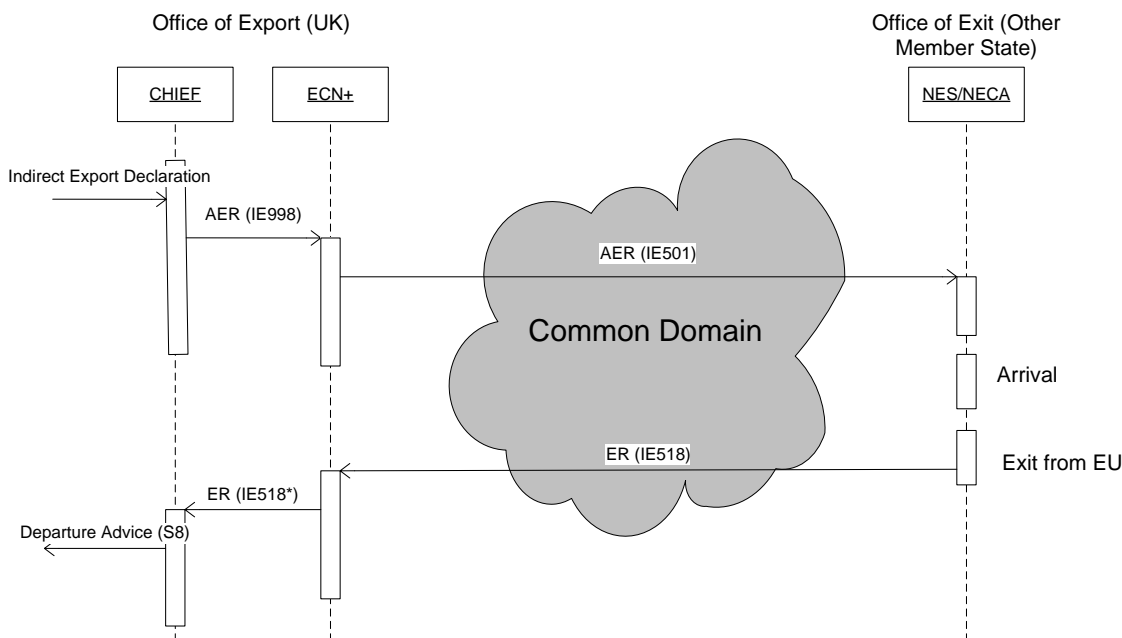 Office of Export (UK)
Office of Exit (Other
Member State)
CHIEF
ECN+
NES/NECA
Indirect Export Declaration
AER (IE998)
AER (IE501)
Common Domain
Arrival
ER (IE518)
Exit from EU
ER (IE518*)
Departure Advice (S8)